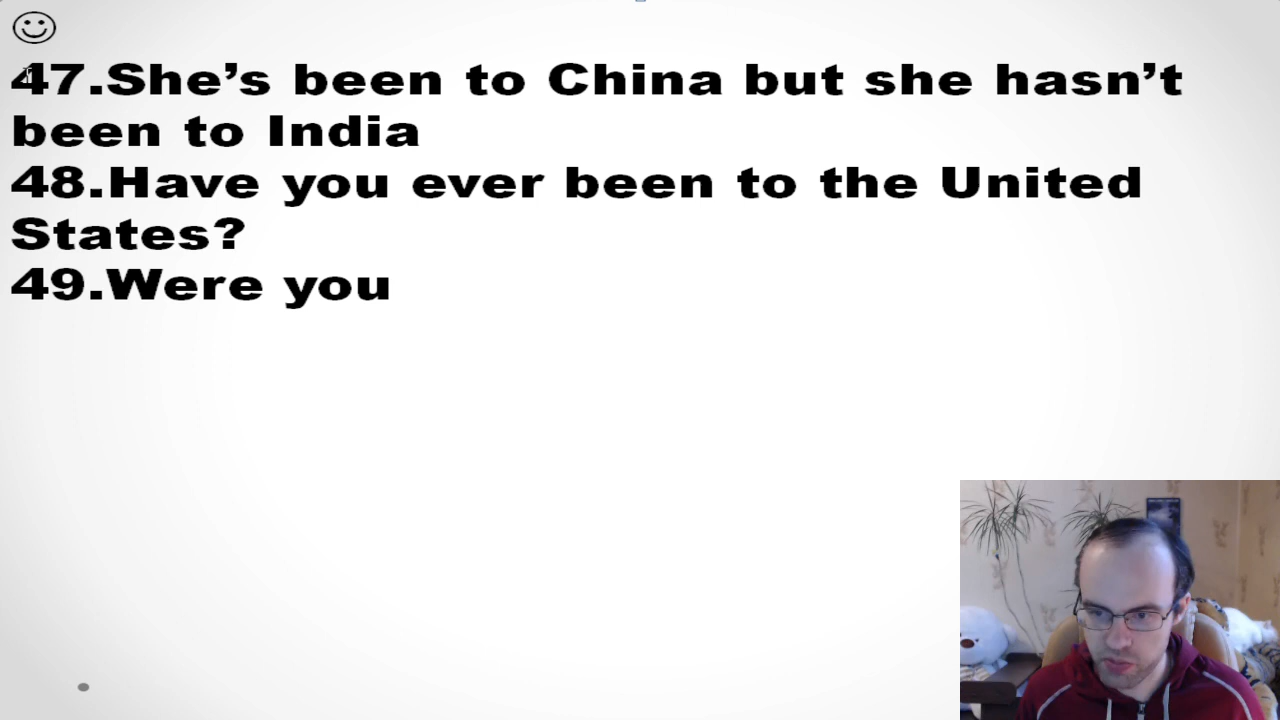 47.She’s been to China but she hasn’t
been to India
48.Have you ever been to the United
States?
49.Were you